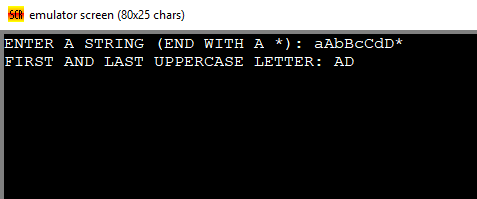 emulator screen (80x25 chars)
ENTER A STRING (END WITH A *): aAbBcCdD*
FIRST AND LAST UPPERCASE LETTER: AD